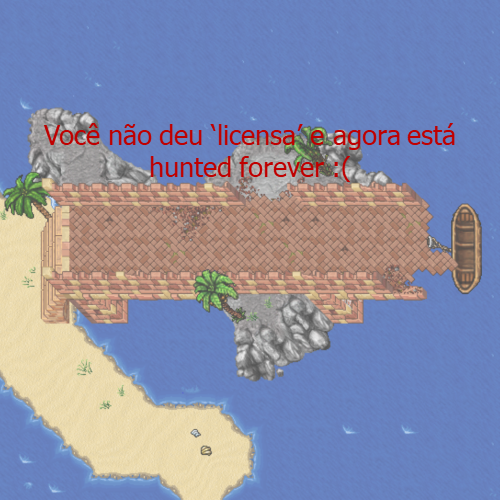 Você não deu ‘licensa’ e agora está
hunted forever :(